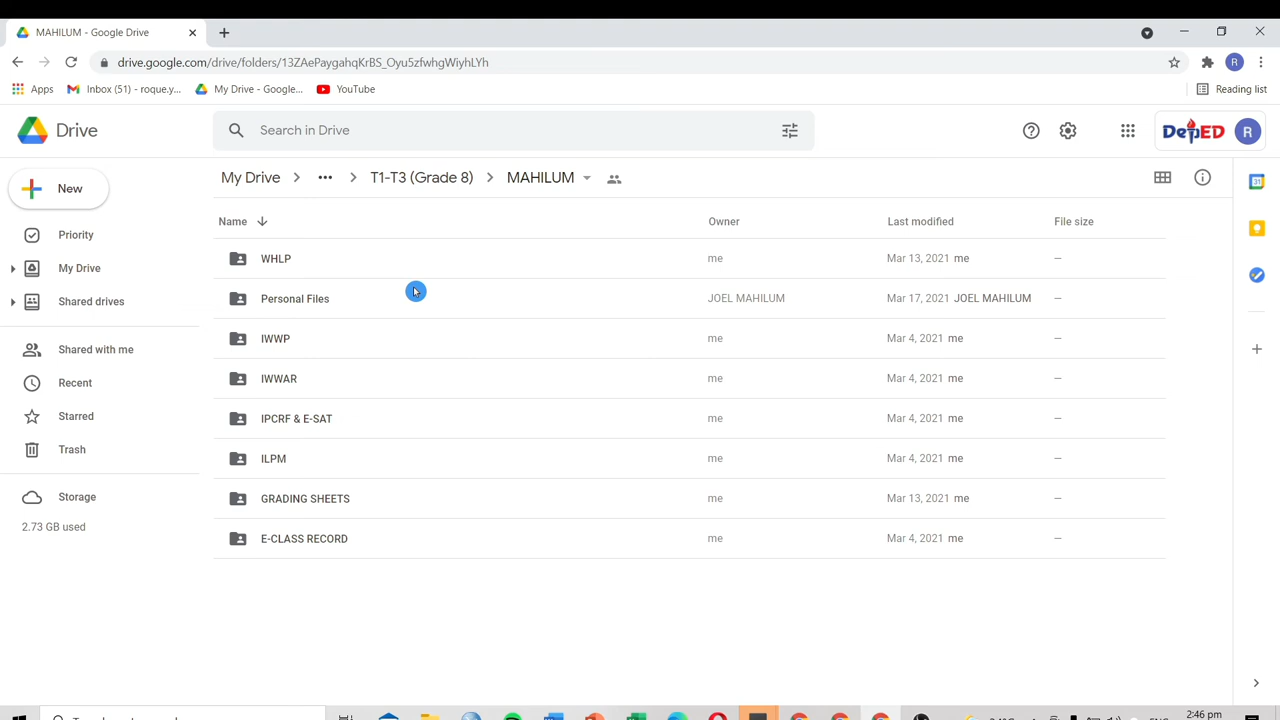 MAHILUM - Google Drive
drive.google.com/drive/folders/13ZAePaygahqKrBS_Oyu5zfwhgWiyhLYh
R
Apps
Inbox (51) - roque.y...
My Drive - Google...
YouTube
Reading list
Drive
Search in Drive
DepED
R
New
My Drive
T1-T3 (Grade 8)
MAHILUM
31
Name Owner Last modified File size
Priority
My Drive
Shared drives
Shared with me
Recent
Starred
Trash
Storage
2.73 GB used
WHLP me Mar 13, 2021 me –
Personal Files JOEL MAHILUM Mar 17, 2021 JOEL MAHILUM –
IWWP me Mar 4, 2021 me –
IWWAR me Mar 4, 2021 me –
IPCRF & E-SAT me Mar 4, 2021 me –
ILPM me Mar 4, 2021 me –
GRADING SHEETS me Mar 13, 2021 me –
E-CLASS RECORD me Mar 4, 2021 me –
2:46 pm